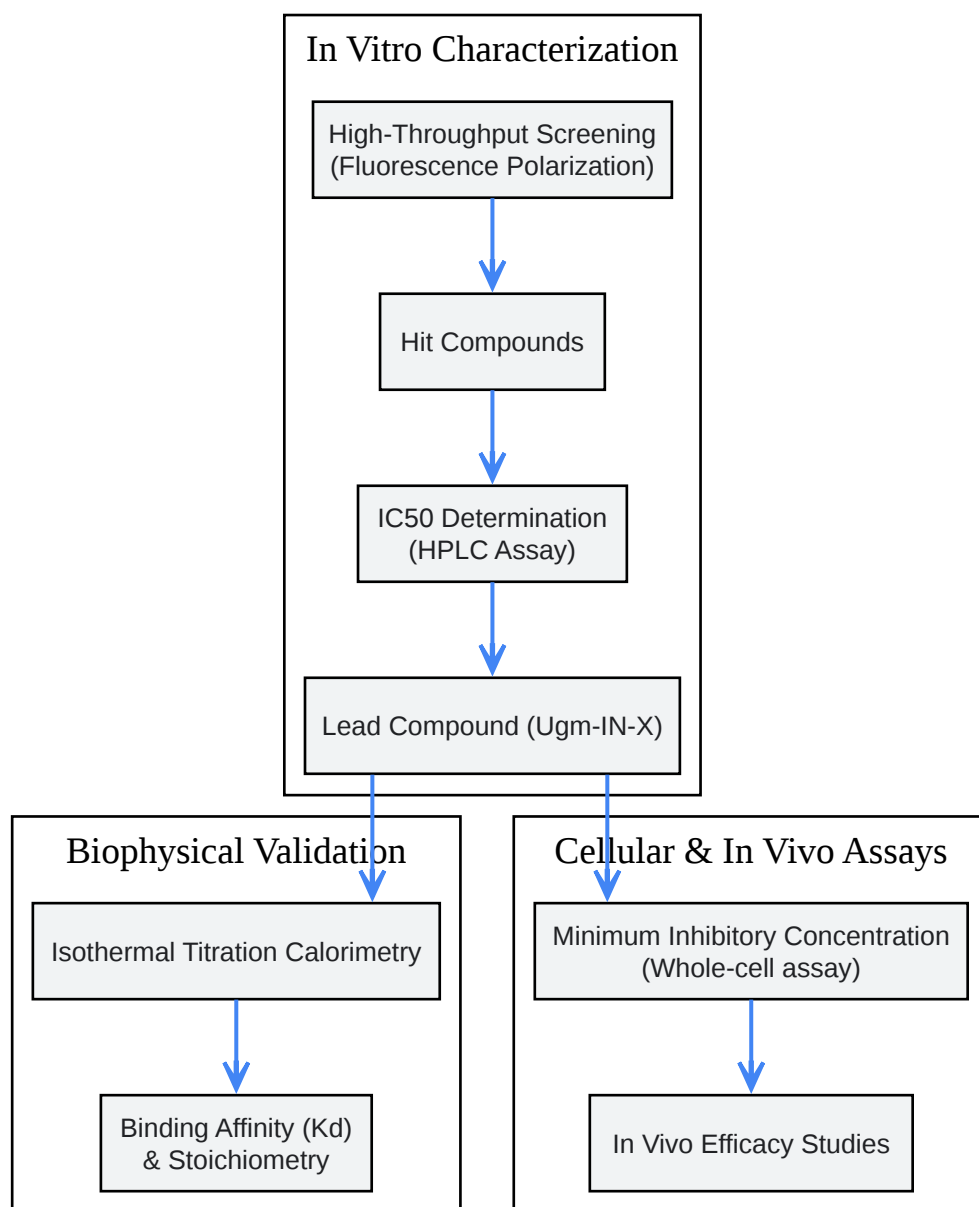 In Vitro Characterization
High-Throughput Screening
(Fluorescence Polarization)
Hit Compounds
IC50 Determination
(HPLC Assay)
Lead Compound (Ugm-IN-X)
Biophysical Validation
Isothermal Titration Calorimetry
Binding Affinity (Kd)
& Stoichiometry
Cellular & In Vivo Assays
Minimum Inhibitory Concentration
(Whole-cell assay)
In Vivo Efficacy Studies